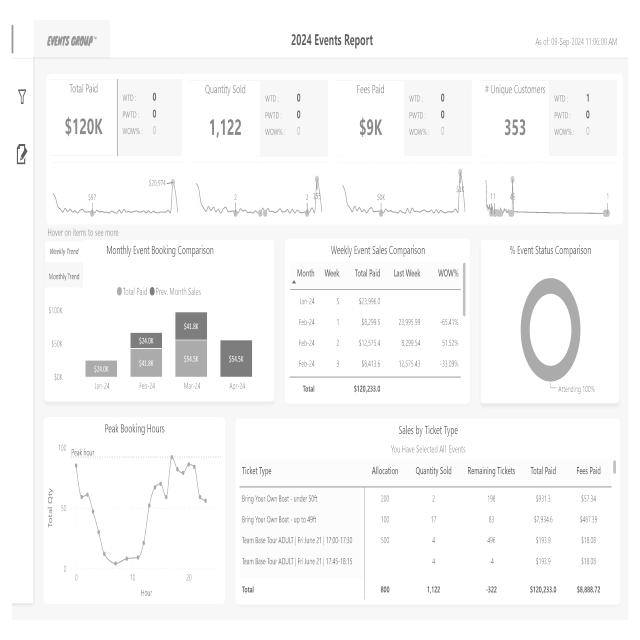 EVENTS GROUP™
2024 Events Report
As of: 09-Sep-2024 11:06:00 AM
Total Paid
$120K
WTD : 0
PWTD : 0
WOW% : 0
Quantity Sold
1,122
WTD : 0
PWTD : 0
WOW% : 0
Fees Paid
$9K
WTD : 0
PWTD : 0
WOW% : 0
# Unique Customers
353
WTD : 1
PWTD : 0
WOW% : 0
$97
$20,974
2
2
$0K
11
1
Hover on items to see more
Weekly Trend
Monthly Trend
Monthly Event Booking Comparison
Total Paid Prev. Month Sales
$100K
$50K
$0K
$24.0K
$24.0K
$41.8K
$41.8K
$54.5K
$54.5K
Jan-24 Feb-24 Mar-24 Apr-24
Weekly Event Sales Comparison
Month Week Total Paid Last Week WOW%
Jan-24 5 $23,996.0
Feb-24 1 $8,299.5 23,995.99 -65.41%
Feb-24 2 $12,575.4 8,299.54 51.52%
Feb-24 3 $8,413.6 12,575.43 -33.09%
Total $120,233.0
% Event Status Comparison
Attending 100%
Peak Booking Hours
100
Peak hour
50
0
Total Qty
0 10 20
Hour
Sales by Ticket Type
You Have Selected All Events
Ticket Type Allocation Quantity Sold Remaining Tickets Total Paid Fees Paid
Bring Your Own Boat - under 50ft 200 2 198 $931.3 $57.34
Bring Your Own Boat - up to 49ft 100 17 83 $7,934.6 $487.39
Team Base Tour ADULT | Fri June 21 | 17:00-17:30 500 4 496 $193.9 $18.08
Team Base Tour ADULT | Fri June 21 | 17:45-18:15 4 -4 $193.9 $18.08
Total 800 1,122 -322 $120,233.0 $8,888.72